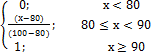 0; x < 80
(x−80)/(100−80); 80 ≤ x < 90
1; x ≥ 90